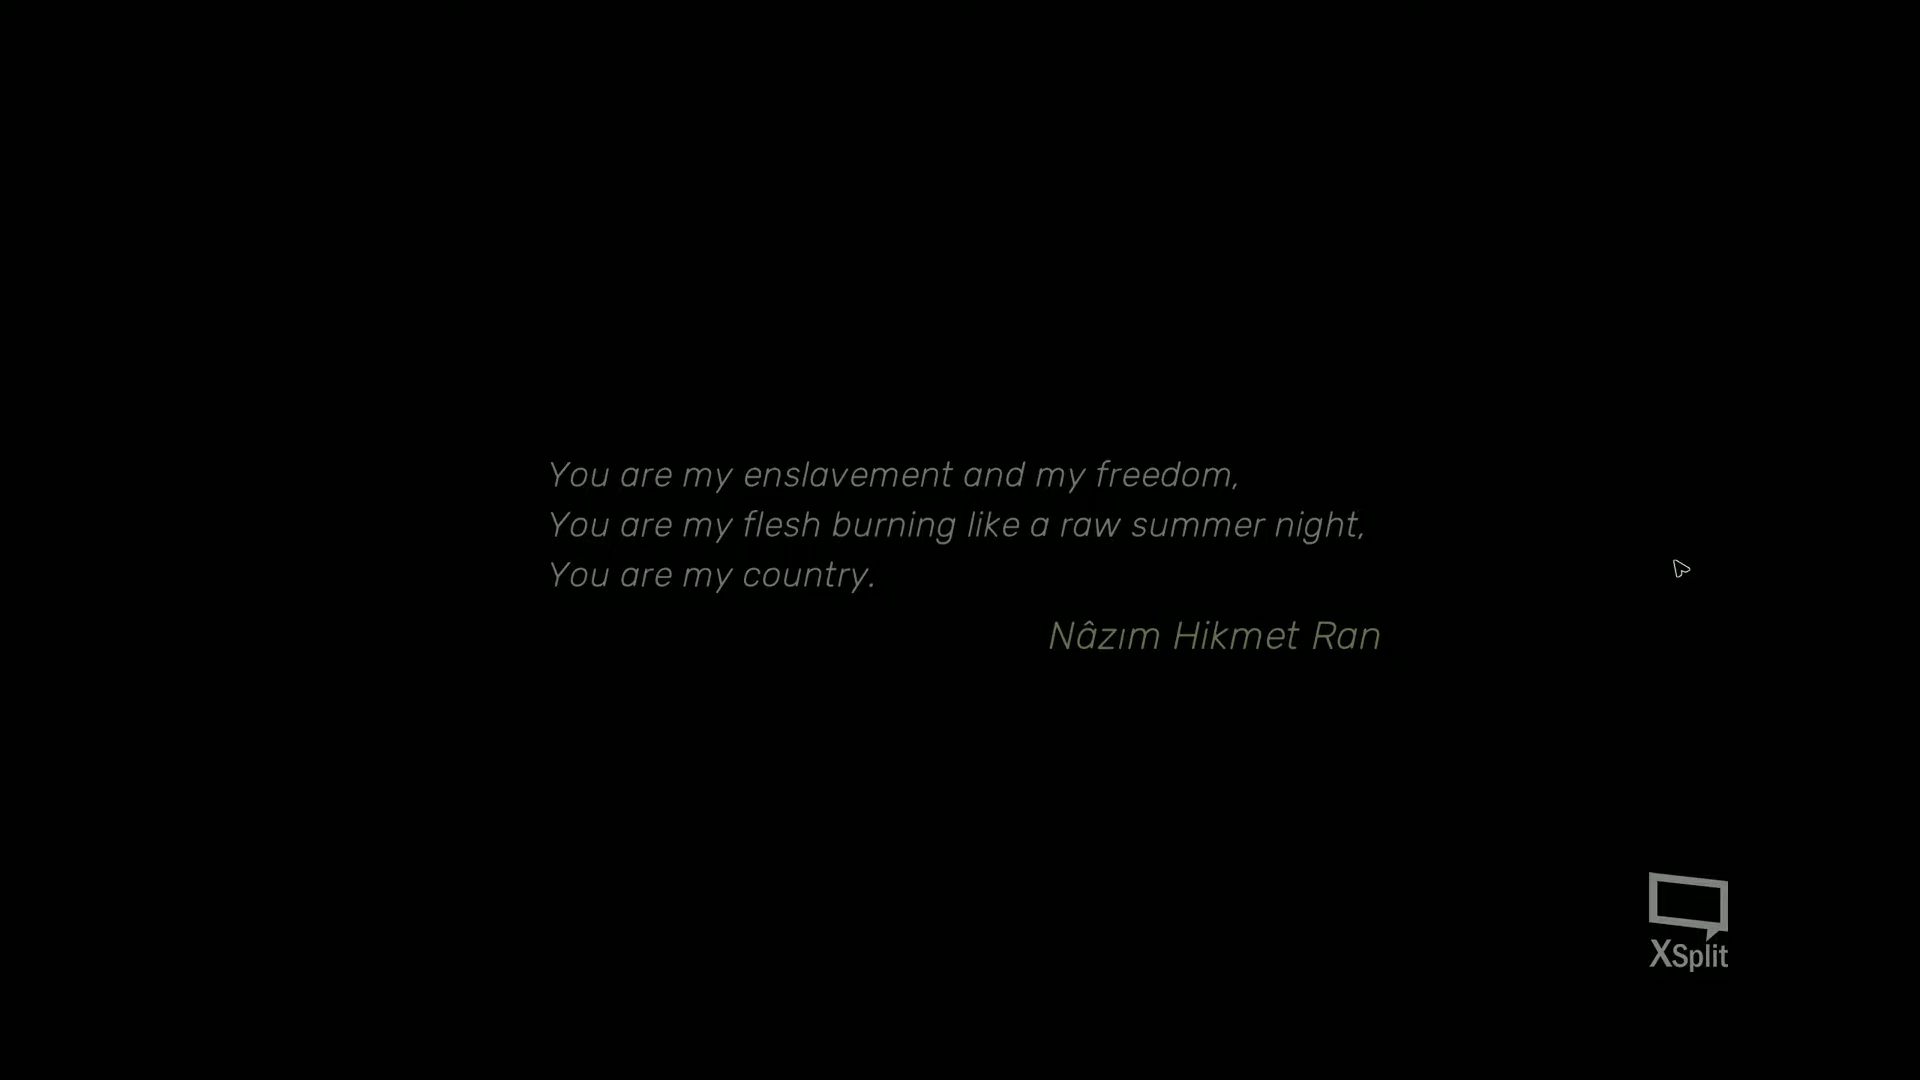 You are my enslavement and my freedom,
You are my flesh burning like a raw summer night,
You are my country.
Nâzım Hikmet Ran
XSplit